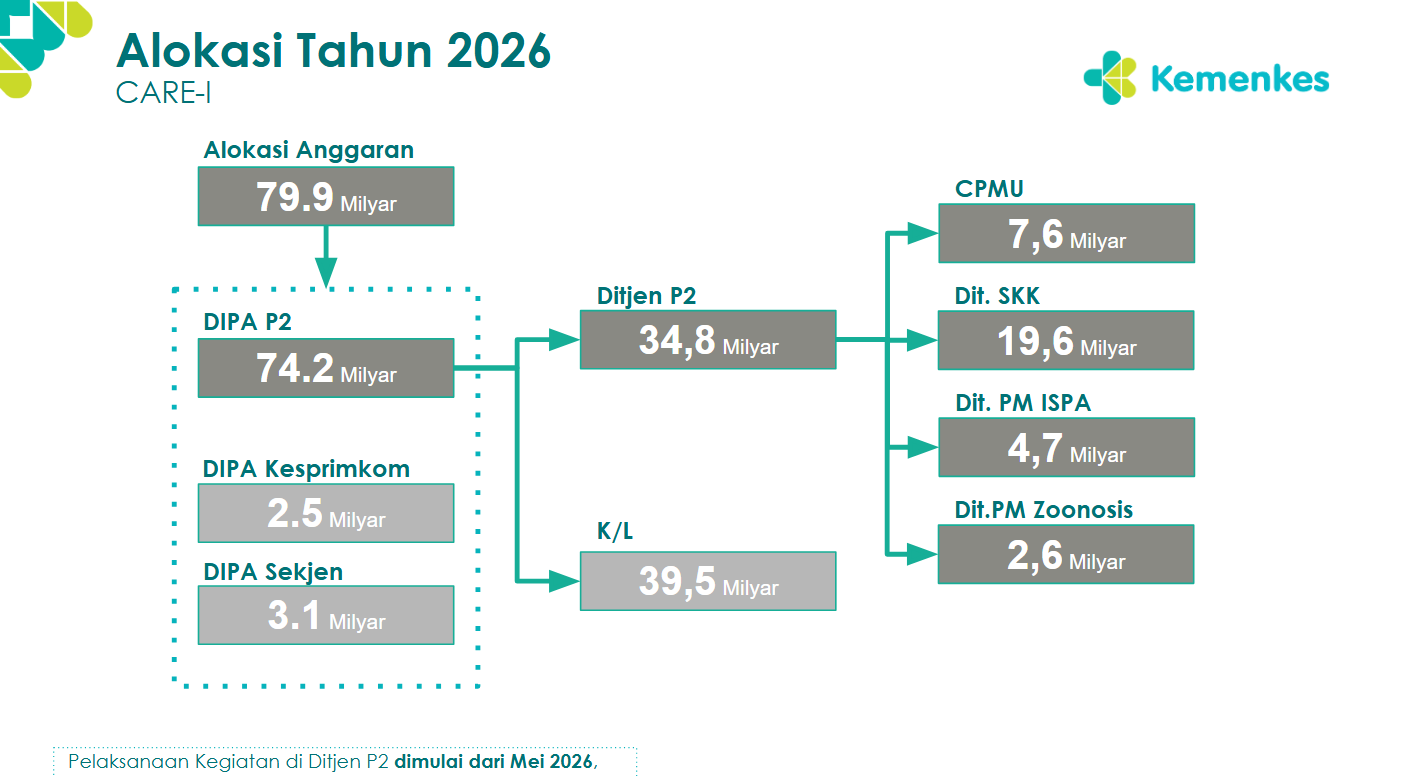 Alokasi Tahun 2026
CARE-I
Kemenkes
Alokasi Anggaran
79.9 Milyar
DIPA P2
74.2 Milyar
DIPA Kesprimkom
2.5 Milyar
DIPA Sekjen
3.1 Milyar
Ditjen P2
34,8 Milyar
K/L
39,5 Milyar
CPMU
7,6 Milyar
Dit. SKK
19,6 Milyar
Dit. PM ISPA
4,7 Milyar
Dit.PM Zoonosis
2,6 Milyar
Pelaksanaan Kegiatan di Ditjen P2 dimulai dari Mei 2026,